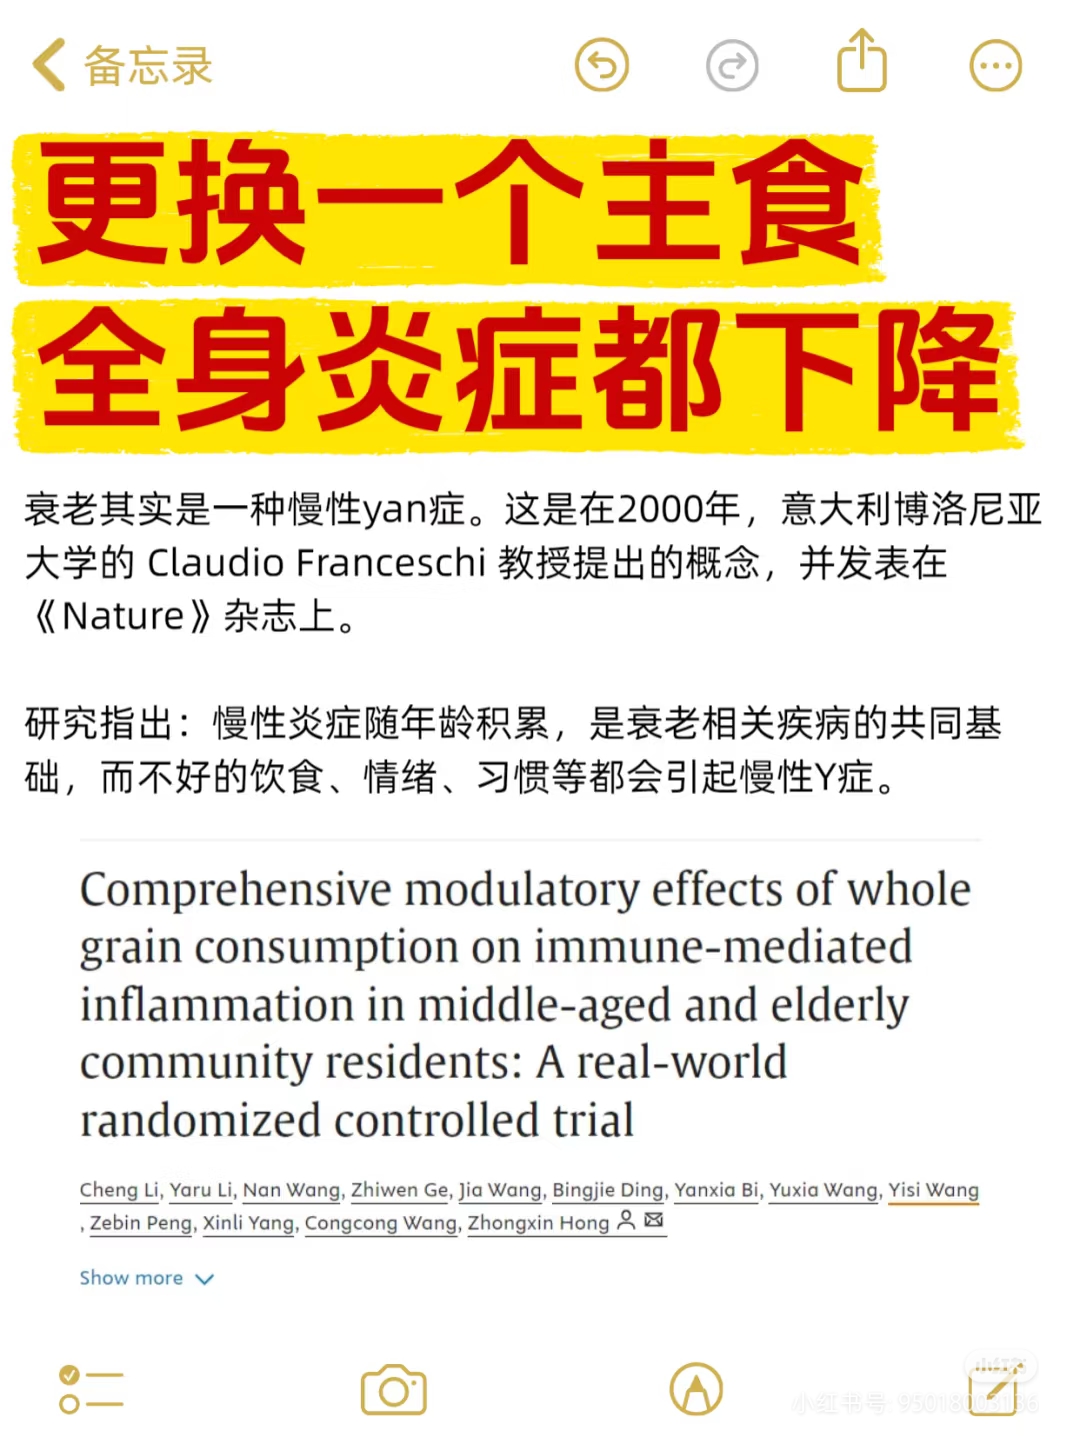 备忘录
更换一个主食
全身炎症都下降
衰老其实是一种慢性yan症。这是在2000年，意大利博洛尼亚
大学的 Claudio Franceschi 教授提出的概念，并发表在
《Nature》杂志上。
研究指出：慢性炎症随年龄积累，是衰老相关疾病的共同基
础，而不好的饮食、情绪、习惯等都会引起慢性Y症。
Comprehensive modulatory effects of whole
grain consumption on immune-mediated
inflammation in middle-aged and elderly
community residents: A real-world
randomized controlled trial
Cheng Li, Yaru Li, Nan Wang, Zhiwen Ge, Jia Wang, Bingjie Ding, Yanxia Bi, Yuxia Wang, Yisi Wang
, Zebin Peng, Xinli Yang, Congcong Wang, Zhongxin Hong
Show more
小红书
小红书号: 95018003136